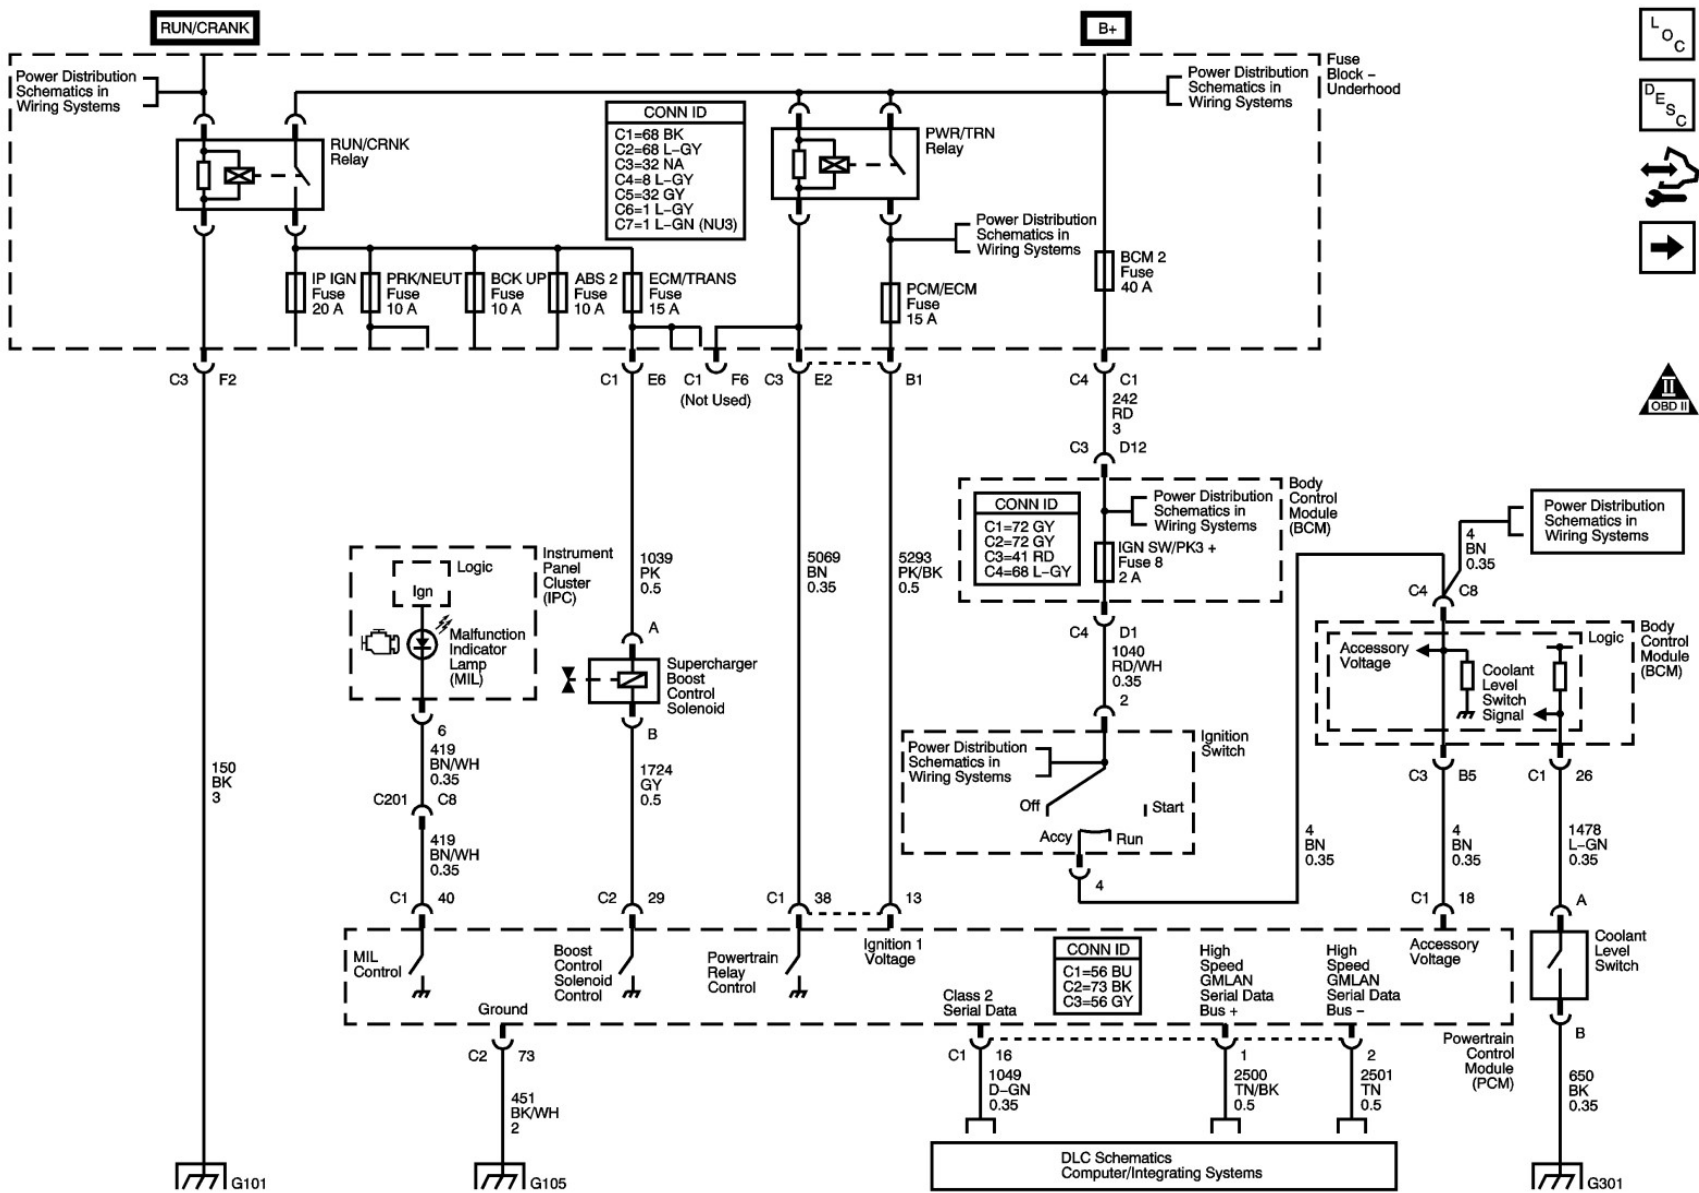 RUN/CRANK
B+
L
O
C
D
E
S
C
II
OBD II
Power Distribution
Schematics in
Wiring Systems
Power Distribution
Schematics in
Wiring Systems
Fuse
Block –
Underhood
RUN/CRNK
Relay
CONN ID
C1=68 BK
C2=68 L-GY
C3=32 NA
C4=8 L-GY
C5=32 GY
C6=1 L-GY
C7=1 L-GN (NU3)
PWR/TRN
Relay
Power Distribution
Schematics in
Wiring Systems
IP IGN
Fuse
20 A
PRK/NEUT
Fuse
10 A
BCK UP
Fuse
10 A
ABS 2
Fuse
10 A
ECM/TRANS
Fuse
15 A
PCM/ECM
Fuse
15 A
BCM 2
Fuse
40 A
C3 F2
C1 E6
C1 F6
(Not Used)
C3 E2
B1
C4 C1
242
RD
3
C3 D12
CONN ID
C1=72 GY
C2=72 GY
C3=41 RD
C4=68 L-GY
Power Distribution
Schematics in
Wiring Systems
Body
Control
Module
(BCM)
IGN SW/PK3 +
Fuse 8
2 A
4
BN
0.35
Power Distribution
Schematics in
Wiring Systems
Logic
Ign
Instrument
Panel
Cluster
(IPC)
Malfunction
Indicator
Lamp
(MIL)
1039
PK
0.5
5069
BN
0.35
5293
PK/BK
0.5
A
Supercharger
Boost
Control
Solenoid
B
C4 D1
1040
RD/WH
0.35
2
C4 C8
Accessory
Voltage
Logic
Coolant
Level
Switch
Signal
Body
Control
Module
(BCM)
6
419
BN/WH
0.35
C201 C8
419
BN/WH
0.35
150
BK
3
1724
GY
0.5
Power Distribution
Schematics in
Wiring Systems
Ignition
Switch
Off
Start
Accy
Run
4
C3 B5
C1 26
4
BN
0.35
4
BN
0.35
1478
L-GN
0.35
C1 40
C2 29
C1 38
13
C1 18
A
MIL
Control
Boost
Control
Solenoid
Control
Powertrain
Relay
Control
Ignition 1
Voltage
CONN ID
C1=56 BU
C2=73 BK
C3=56 GY
High
Speed
GMLAN
Serial Data
Bus +
High
Speed
GMLAN
Serial Data
Bus –
Accessory
Voltage
Coolant
Level
Switch
Ground
Class 2
Serial Data
Powertrain
Control
Module
(PCM)
B
C2 73
C1 16
1
2
451
BK/WH
2
1049
D-GN
0.35
2500
TN/BK
0.5
2501
TN
0.5
650
BK
0.35
DLC Schematics
Computer/Integrating Systems
G101
G105
G301